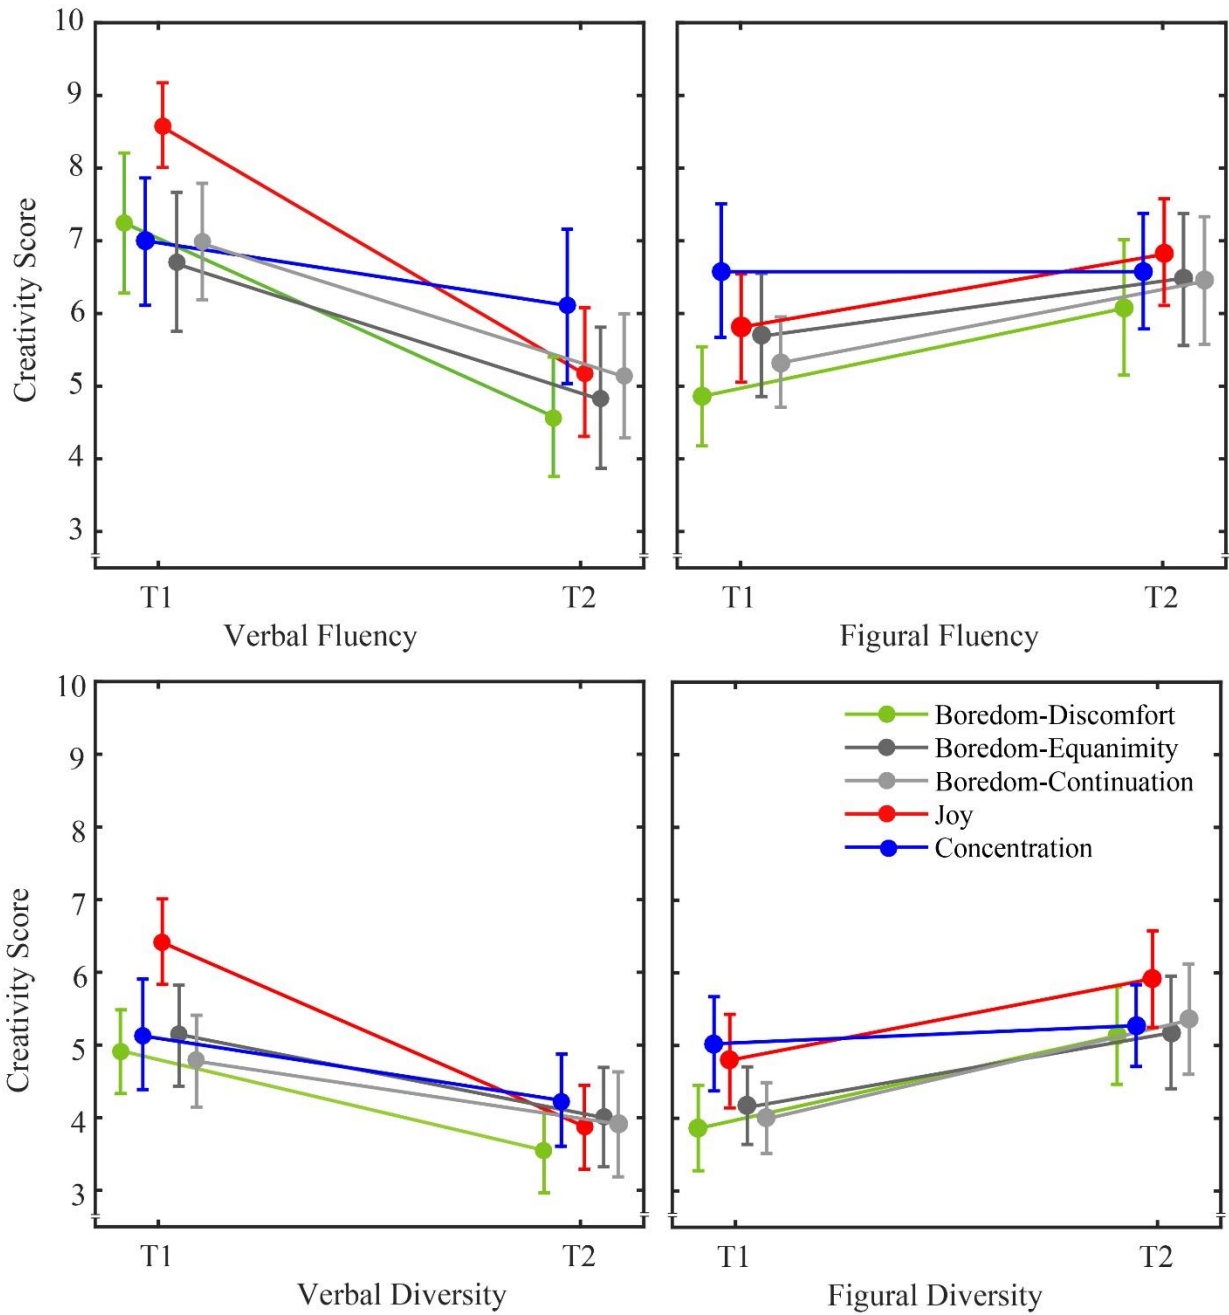 10
9
8
7
6
5
4
3
Creativity Score
T1 T2
Verbal Fluency
T1 T2
Figural Fluency
10
9
8
7
6
5
4
3
Creativity Score
T1 T2
Verbal Diversity
Boredom-Discomfort
Boredom-Equanimity
Boredom-Continuation
Joy
Concentration
T1 T2
Figural Diversity